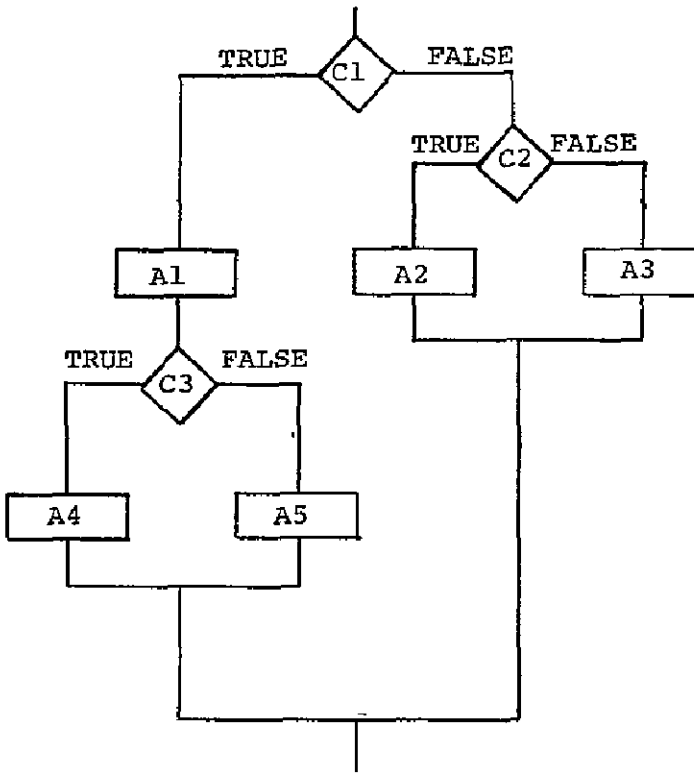 TRUE C1 FALSE
TRUE C2 FALSE
A1 A2 A3
TRUE C3 FALSE
A4 A5